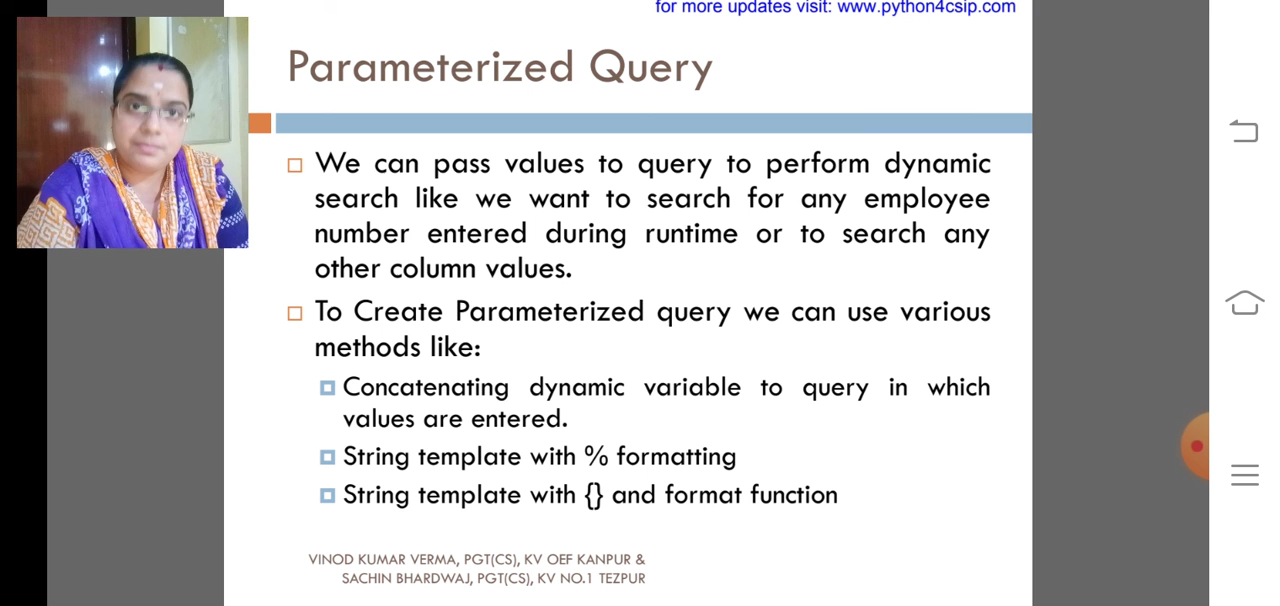 for more updates visit: www.python4csip.com
Parameterized Query
We can pass values to query to perform dynamic
search like we want to search for any employee
number entered during runtime or to search any
other column values.
To Create Parameterized query we can use various
methods like:
Concatenating dynamic variable to query in which
values are entered.
String template with % formatting
String template with {} and format function
VINOD KUMAR VERMA, PGT(CS), KV OEF KANPUR &
SACHIN BHARDWAJ, PGT(CS), KV NO.1 TEZPUR